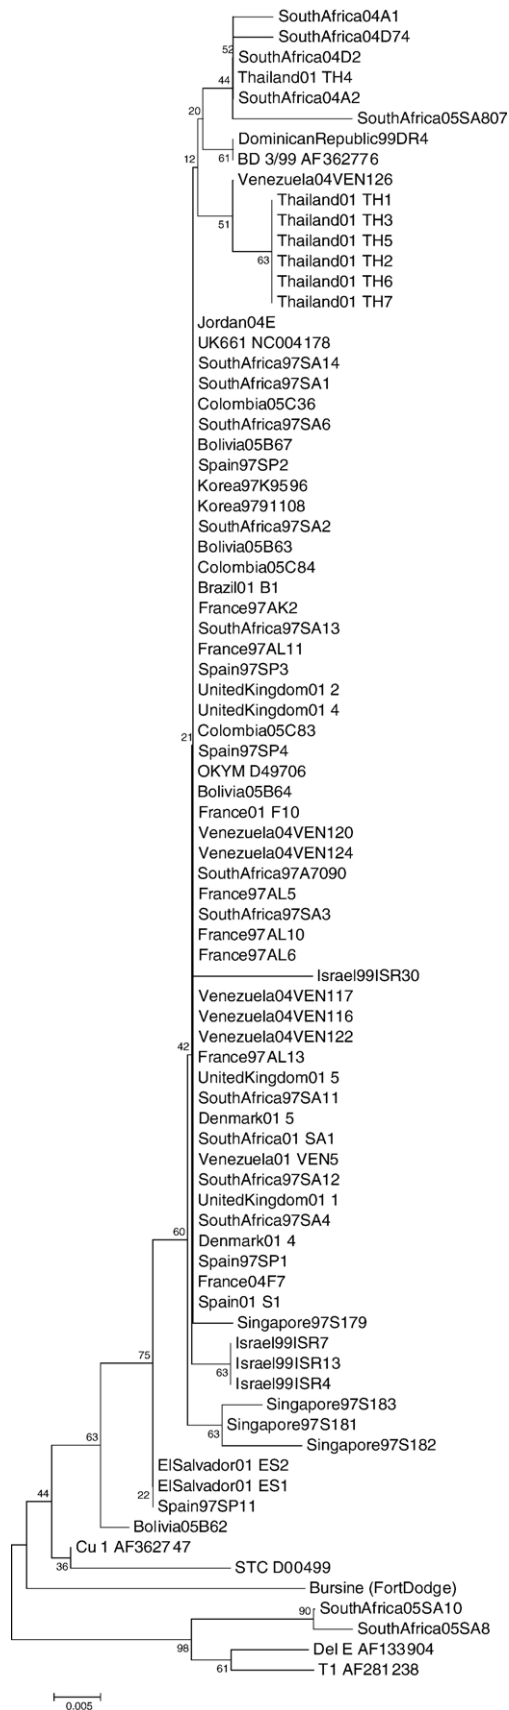 SouthAfrica04A1
SouthAfrica04D74
52
SouthAfrica04D2
44
Thailand01 TH4
SouthAfrica04A2
20
SouthAfrica05SA807
DominicanRepublic99DR4
12
61
BD 3/99 AF362776
Venezuela04VEN126
Thailand01 TH1
51
Thailand01 TH3
Thailand01 TH5
63
Thailand01 TH2
Thailand01 TH6
Thailand01 TH7
Jordan04E
UK661 NC004178
SouthAfrica97SA14
SouthAfrica97SA1
Colombia05C36
SouthAfrica97SA6
Bolivia05B67
Spain97SP2
Korea97K9596
Korea9791108
SouthAfrica97SA2
Bolivia05B63
Colombia05C84
Brazil01 B1
France97AK2
SouthAfrica97SA13
France97AL11
Spain97SP3
UnitedKingdom01 2
UnitedKingdom01 4
Colombia05C83
21
Spain97SP4
OKYM D49706
Bolivia05B64
France01 F10
Venezuela04VEN120
Venezuela04VEN124
SouthAfrica97A7090
France97AL5
SouthAfrica97SA3
France97AL10
France97AL6
Israel99ISR30
Venezuela04VEN117
Venezuela04VEN116
Venezuela04VEN122
42
France97AL13
UnitedKingdom01 5
SouthAfrica97SA11
Denmark01 5
SouthAfrica01 SA1
Venezuela01 VEN5
SouthAfrica97SA12
UnitedKingdom01 1
SouthAfrica97SA4
60
Denmark01 4
Spain97SP1
France04F7
Spain01 S1
Singapore97S179
Israel99ISR7
75
Israel99ISR13
63
Israel99ISR4
Singapore97S183
Singapore97S181
63
63
Singapore97S182
ElSalvador01 ES2
ElSalvador01 ES1
44
22
Spain97SP11
Bolivia05B62
Cu 1 AF362747
36
STC D00499
Bursine (FortDodge)
90
SouthAfrica05SA10
SouthAfrica05SA8
98
Del E AF133904
61
T1 AF281238
0.005